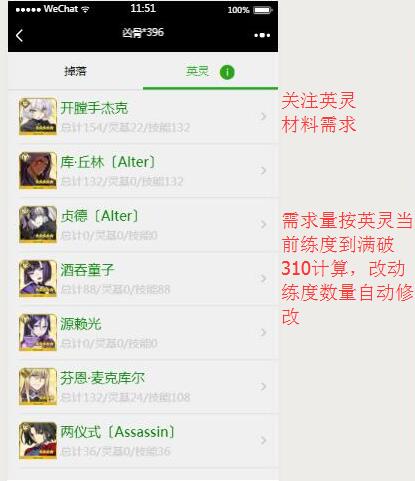 WeChat
11:51
100%
凶骨*396
掉落
英灵
i
开膛手杰克
总计154/灵基22/技能132
库·丘林〔Alter〕
总计132/灵基0/技能132
贞德〔Alter〕
总计0/灵基0/技能0
酒吞童子
总计88/灵基0/技能88
源赖光
总计0/灵基0/技能0
芬恩·麦克库尔
总计132/灵基24/技能108
两仪式〔Assassin〕
总计36/灵基0/技能36
关注英灵
材料需求
需求量按英灵当
前练度到满破
310计算，改动
练度数量自动修
改